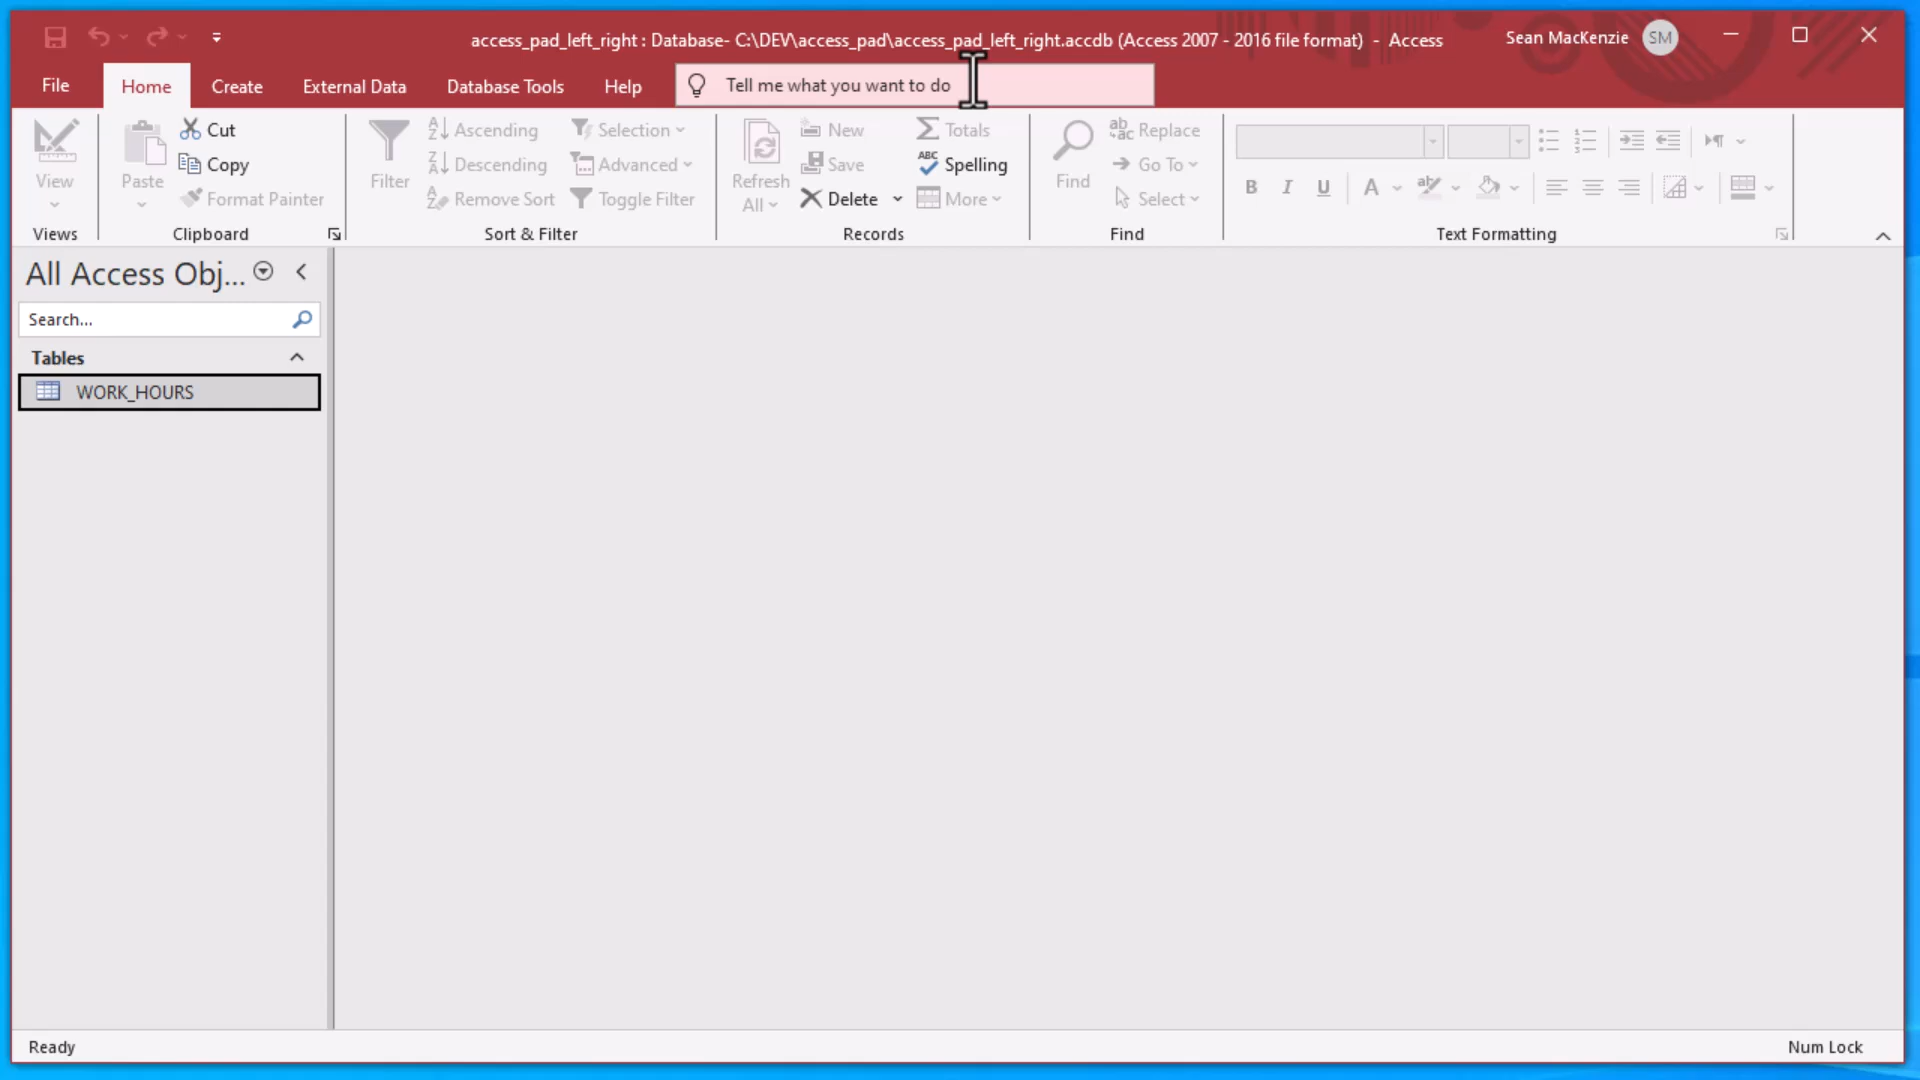 access_pad_left_right : Database- C:\DEV\access_pad\access_pad_left_right.accdb (Access 2007 - 2016 file format) - Access
Sean MacKenzie SM
File Home Create External Data Database Tools Help Tell me what you want to do
View
Views
Paste
Cut
Copy
Format Painter
Clipboard
Filter
Ascending
Descending
Remove Sort
Selection
Advanced
Toggle Filter
Sort & Filter
Refresh
All
New
Save
Delete
Totals
Spelling
More
Records
Find
Replace
Go To
Select
Find
B I U A
Text Formatting
All Access Obj...
Search...
Tables
WORK_HOURS
Ready
Num Lock